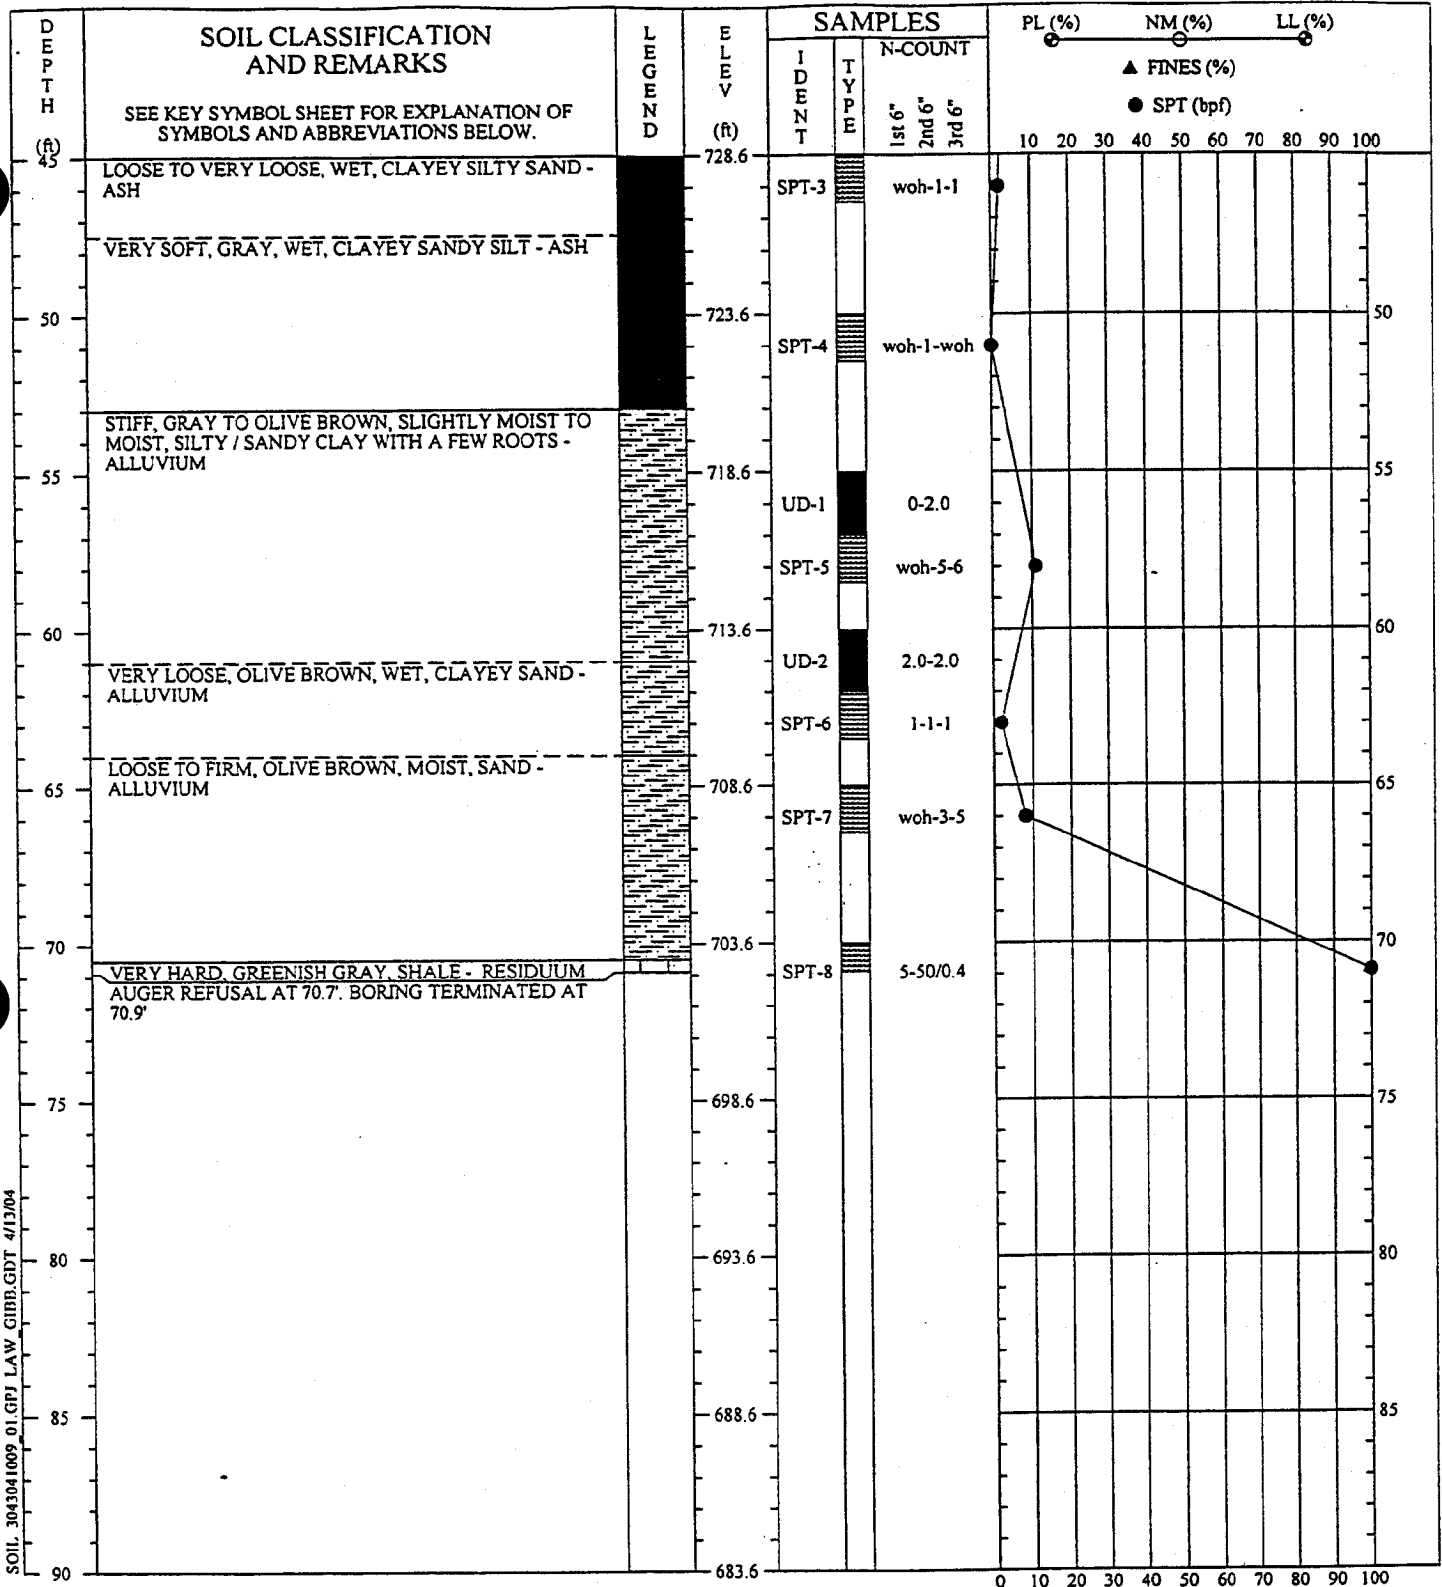 DEPTH (ft)
SOIL CLASSIFICATION
AND REMARKS
SEE KEY SYMBOL SHEET FOR EXPLANATION OF
SYMBOLS AND ABBREVIATIONS BELOW.
LEGEND
ELEV (ft)
SAMPLES
IDENT
TYPE
N-COUNT
1st 6"
2nd 6"
3rd 6"
PL (%) NM (%) LL (%)
▲ FINES (%)
● SPT (bpf)
10 20 30 40 50 60 70 80 90 100
45
LOOSE TO VERY LOOSE, WET, CLAYEY SILTY SAND -
ASH
728.6
SPT-3 woh-1-1
VERY SOFT, GRAY, WET, CLAYEY SANDY SILT - ASH
50 723.6 50
SPT-4 woh-1-woh
STIFF, GRAY TO OLIVE BROWN, SLIGHTLY MOIST TO
MOIST, SILTY / SANDY CLAY WITH A FEW ROOTS -
ALLUVIUM
55 718.6 55
UD-1 0-2.0
SPT-5 woh-5-6
60 713.6 60
UD-2 2.0-2.0
VERY LOOSE, OLIVE BROWN, WET, CLAYEY SAND -
ALLUVIUM
SPT-6 1-1-1
LOOSE TO FIRM, OLIVE BROWN, MOIST, SAND -
ALLUVIUM
65 708.6 65
SPT-7 woh-3-5
70 703.6 70
VERY HARD, GREENISH GRAY, SHALE - RESIDUUM
SPT-8 5-50/0.4
AUGER REFUSAL AT 70.7'. BORING TERMINATED AT
70.9'
75 698.6 75
80 693.6 80
85 688.6 85
90 683.6
0 10 20 30 40 50 60 70 80 90 100
SOIL 3043041009_01.GPJ LAW_GIBB.GDT 4/13/04